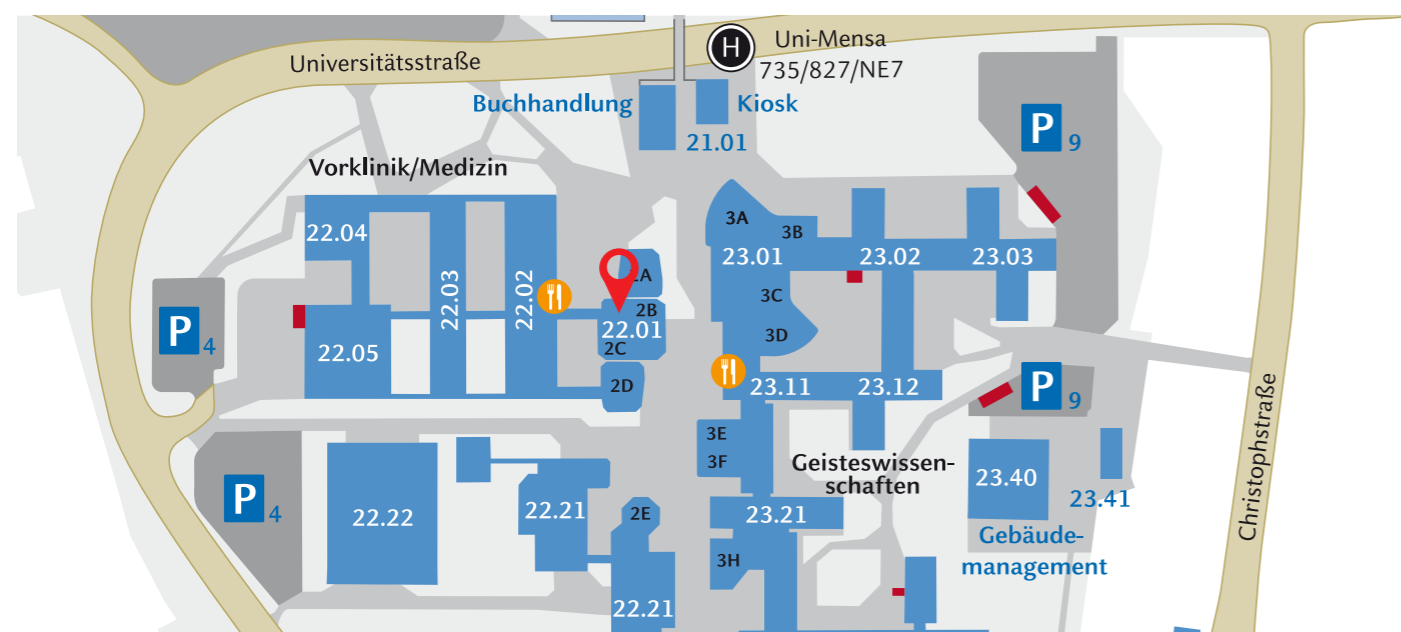 H
Uni-Mensa
735/827/NE7
Universitätsstraße
Buchhandlung
Kiosk
21.01
P
9
Vorklinik/Medizin
3A
3B
22.04
23.01
23.02
23.03
22.03
22.02
2A
3C
2B
22.01
2C
3D
P
4
22.05
2D
23.11
23.12
P
9
Christophstraße
3E
3F
Geisteswissen-
schaften
23.40
23.41
P
4
22.22
22.21
2E
23.21
Gebäude-
management
3H
22.21